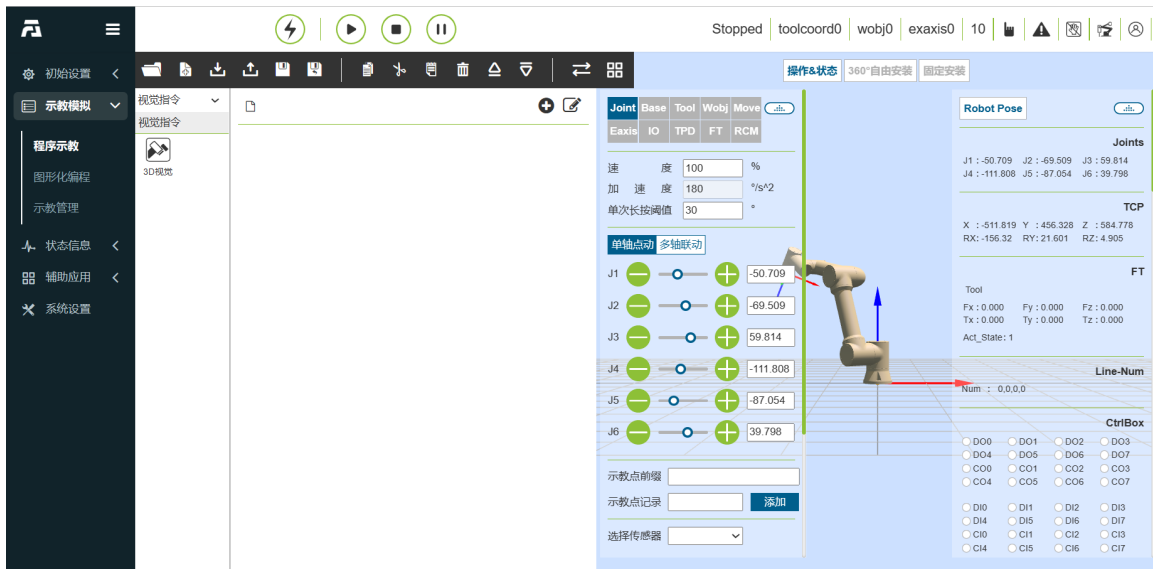 Stopped toolcoord0 wobj0 exaxis0 10
初始设置
示教模拟
程序示教
图形化编程
示教管理
状态信息
辅助应用
系统设置
视觉指令
视觉指令
3D视觉
操作&状态 360°自由安装 固定安装
Joint Base Tool Wobj Move
Eaxis IO TPD FT RCM
速度 100 %
加速度 180 °/s^2
单次长按阈值 30 °
单轴点动 多轴联动
J1 -50.709
J2 -69.509
J3 59.814
J4 -111.808
J5 -87.054
J6 39.798
示教点前缀
示教点记录 添加
选择传感器
Robot Pose
Joints
J1 : -50.709 J2 : -69.509 J3 : 59.814
J4 : -111.808 J5 : -87.054 J6 : 39.798
TCP
X : -511.819 Y : 456.328 Z : 584.778
RX: -156.32 RY: 21.601 RZ: 4.905
FT
Tool
Fx : 0.000 Fy : 0.000 Fz : 0.000
Tx : 0.000 Ty : 0.000 Tz : 0.000
Act_State: 1
Line-Num
Num : 0,0,0,0
CtrlBox
DO0 DO1 DO2 DO3
DO4 DO5 DO6 DO7
CO0 CO1 CO2 CO3
CO4 CO5 CO6 CO7
DI0 DI1 DI2 DI3
DI4 DI5 DI6 DI7
CI0 CI1 CI2 CI3
CI4 CI5 CI6 CI7